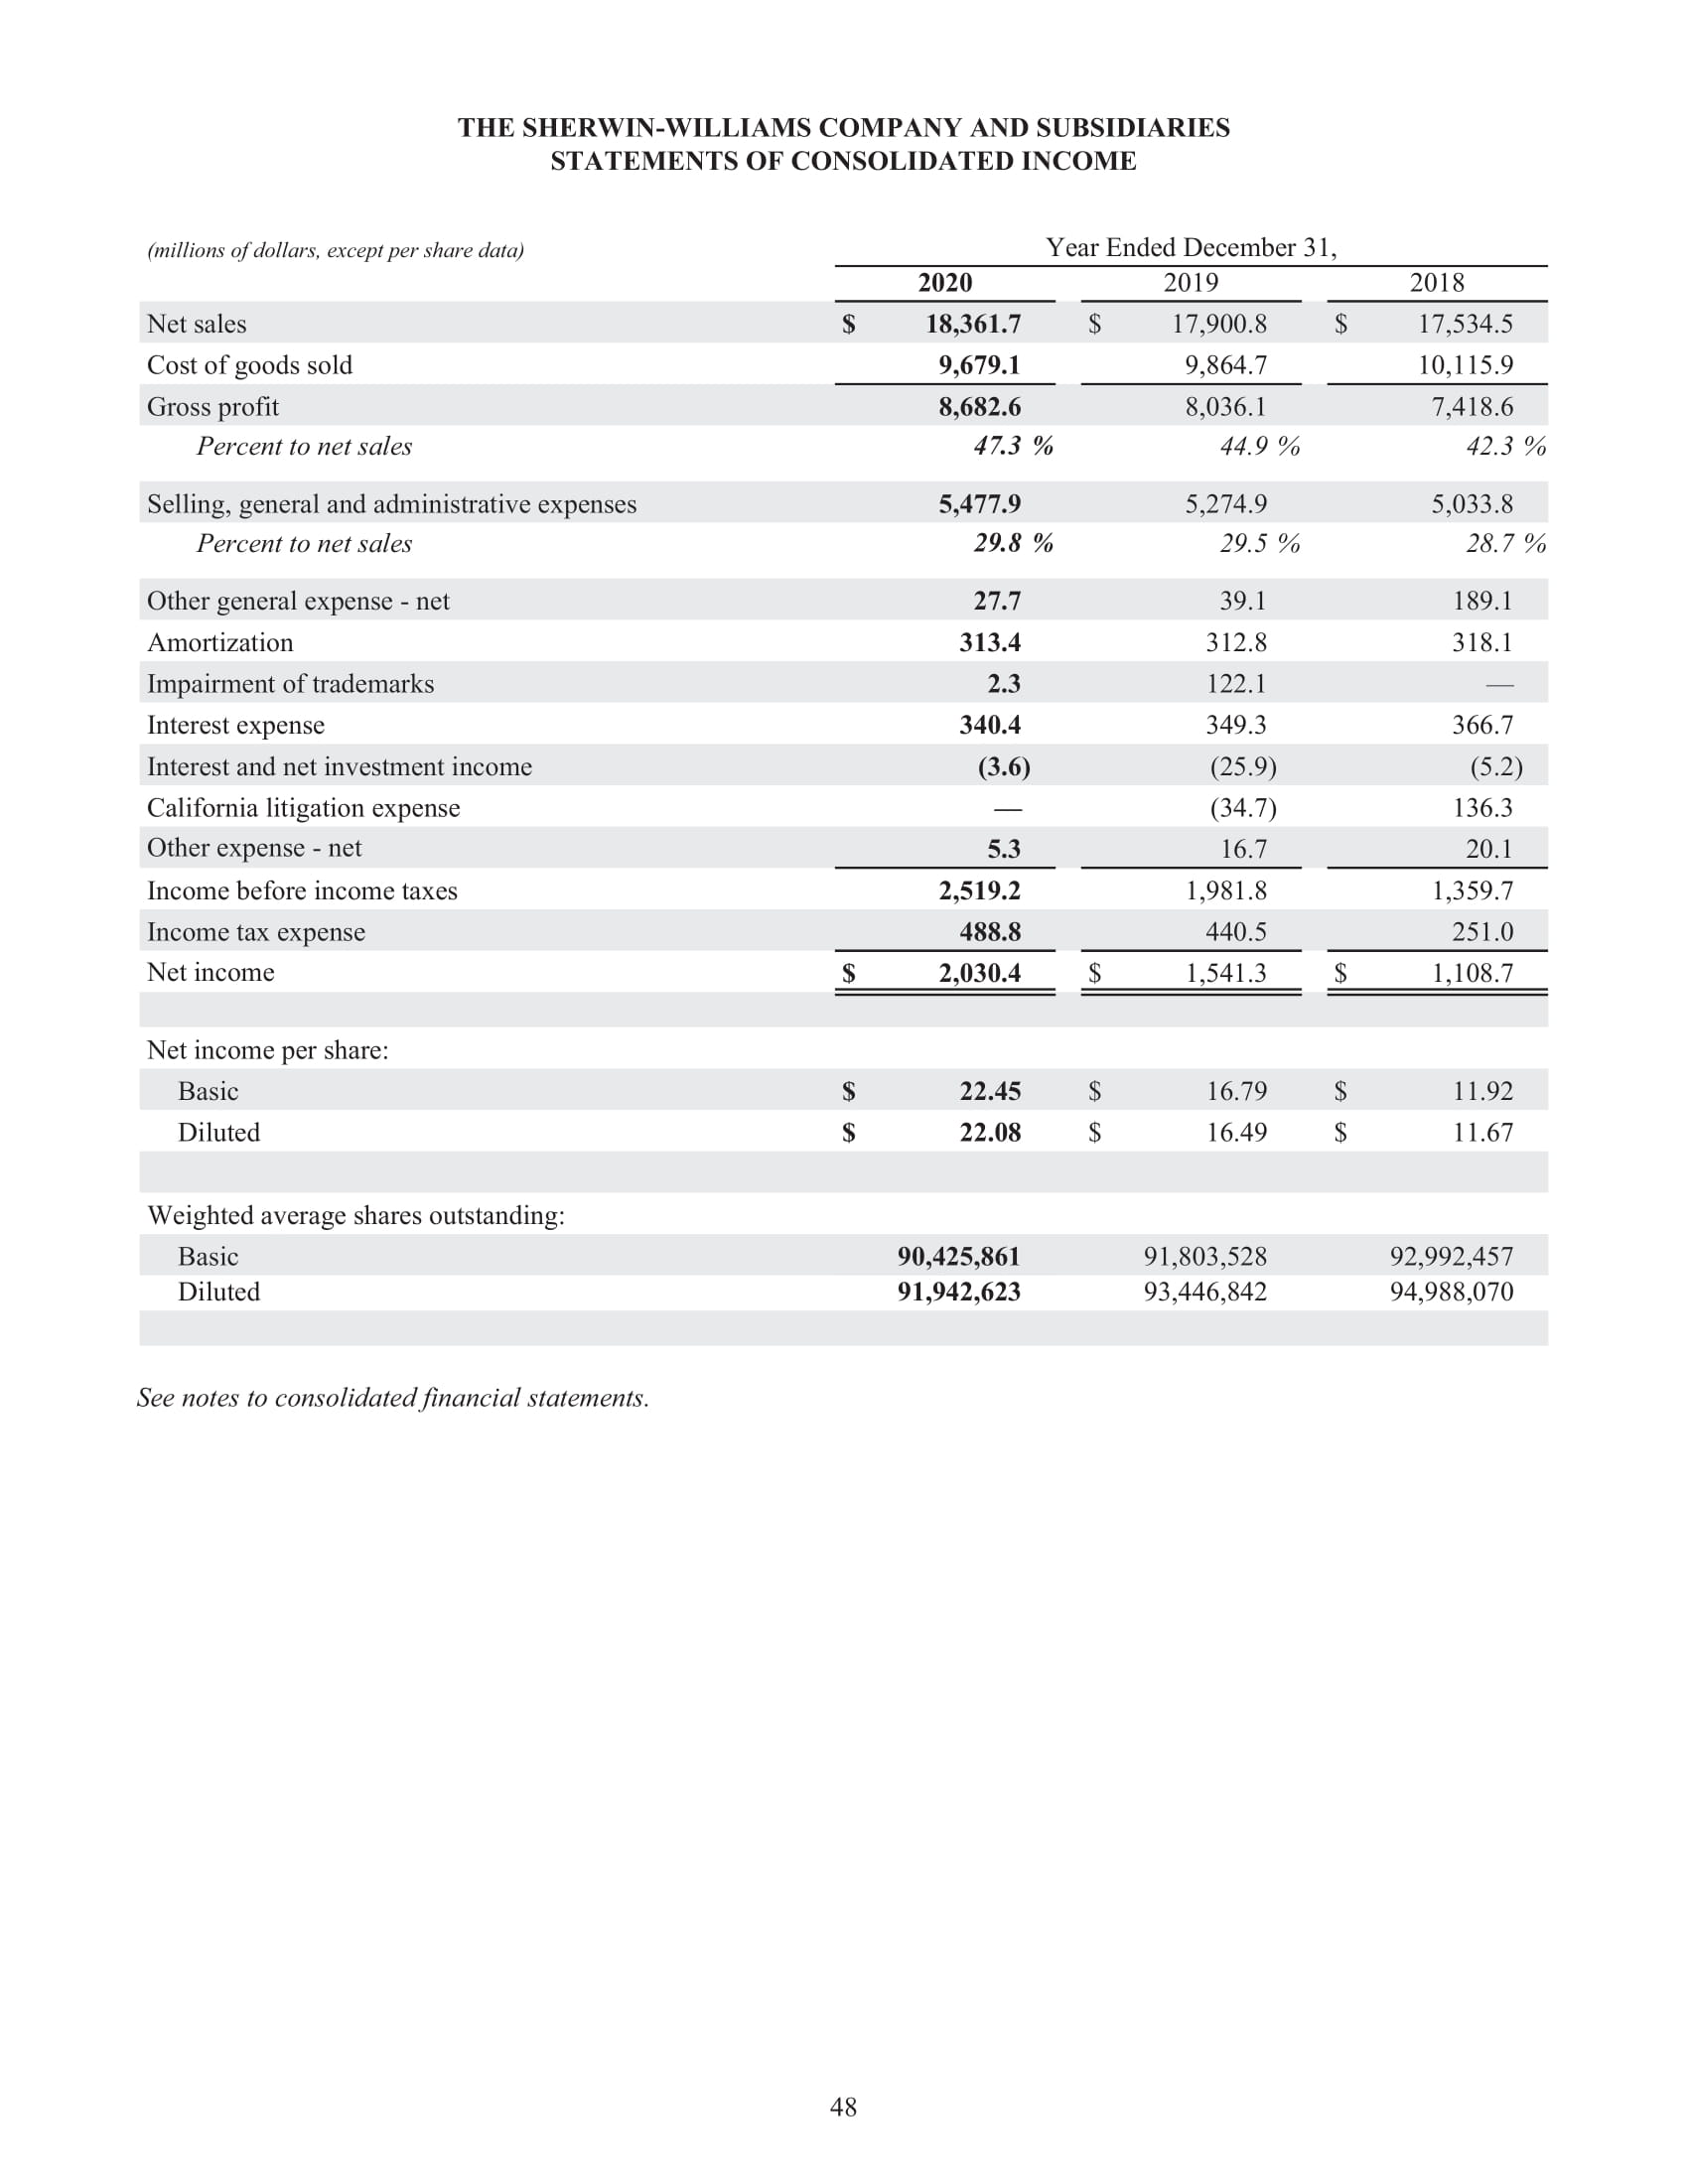 THE SHERWIN-WILLIAMS COMPANY AND SUBSIDIARIES
STATEMENTS OF CONSOLIDATED INCOME
(millions of dollars, except per share data) Year Ended December 31,
2020 2019 2018
Net sales $ 18,361.7 $ 17,900.8 $ 17,534.5
Cost of goods sold 9,679.1 9,864.7 10,115.9
Gross profit 8,682.6 8,036.1 7,418.6
Percent to net sales 47.3 % 44.9 % 42.3 %
Selling, general and administrative expenses 5,477.9 5,274.9 5,033.8
Percent to net sales 29.8 % 29.5 % 28.7 %
Other general expense - net 27.7 39.1 189.1
Amortization 313.4 312.8 318.1
Impairment of trademarks 2.3 122.1 —
Interest expense 340.4 349.3 366.7
Interest and net investment income (3.6) (25.9) (5.2)
California litigation expense — (34.7) 136.3
Other expense - net 5.3 16.7 20.1
Income before income taxes 2,519.2 1,981.8 1,359.7
Income tax expense 488.8 440.5 251.0
Net income $ 2,030.4 $ 1,541.3 $ 1,108.7
Net income per share:
Basic $ 22.45 $ 16.79 $ 11.92
Diluted $ 22.08 $ 16.49 $ 11.67
Weighted average shares outstanding:
Basic 90,425,861 91,803,528 92,992,457
Diluted 91,942,623 93,446,842 94,988,070
See notes to consolidated financial statements.
48